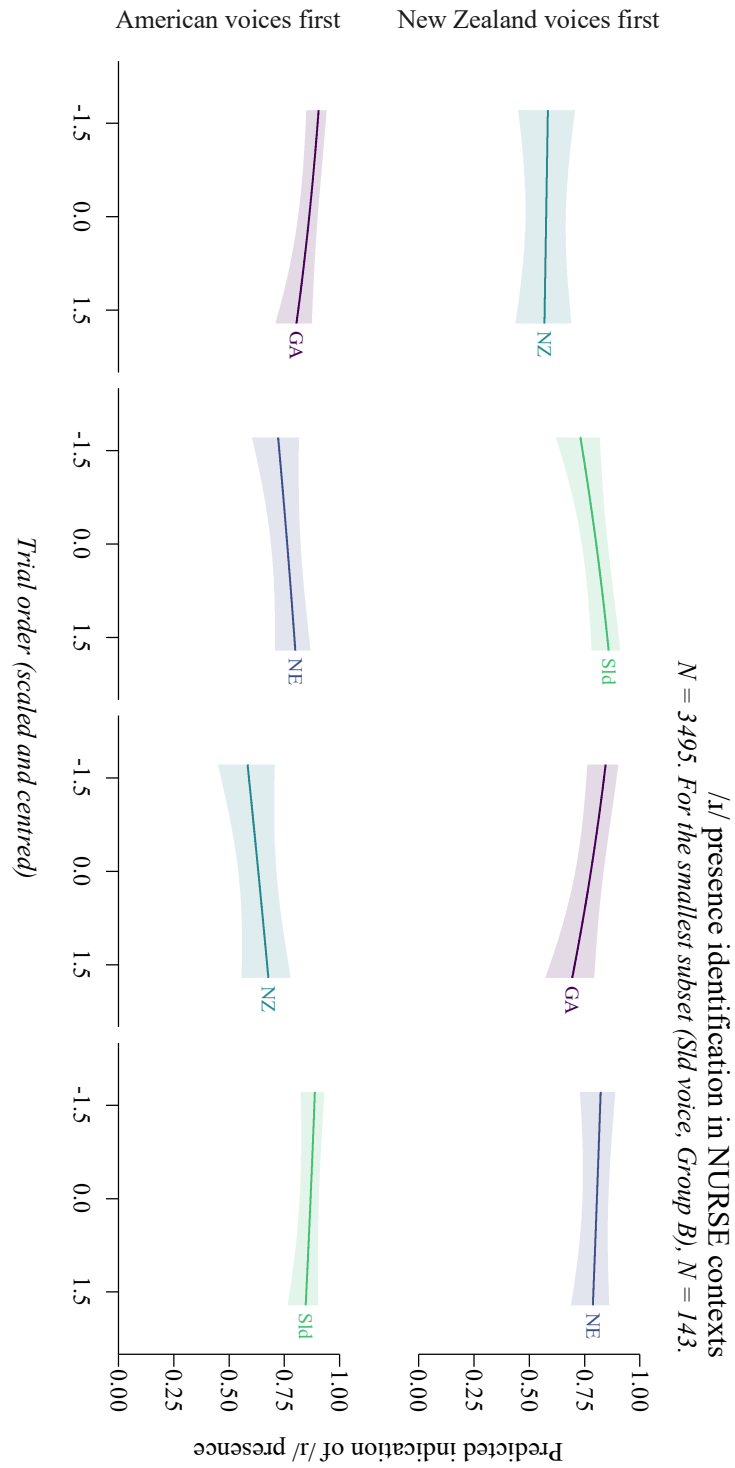 /ɹ/ presence identification in NURSE contexts
N = 3495. For the smallest subset (Sld voice, Group B), N = 143.
New Zealand voices first
NZ
Sld
GA
NE
1.00
0.75
0.50
0.25
0.00
American voices first
GA
NE
NZ
Sld
1.00
0.75
0.50
0.25
0.00
Predicted indication of /ɹ/ presence
-1.5 0.0 1.5
-1.5 0.0 1.5
-1.5 0.0 1.5
-1.5 0.0 1.5
Trial order (scaled and centred)